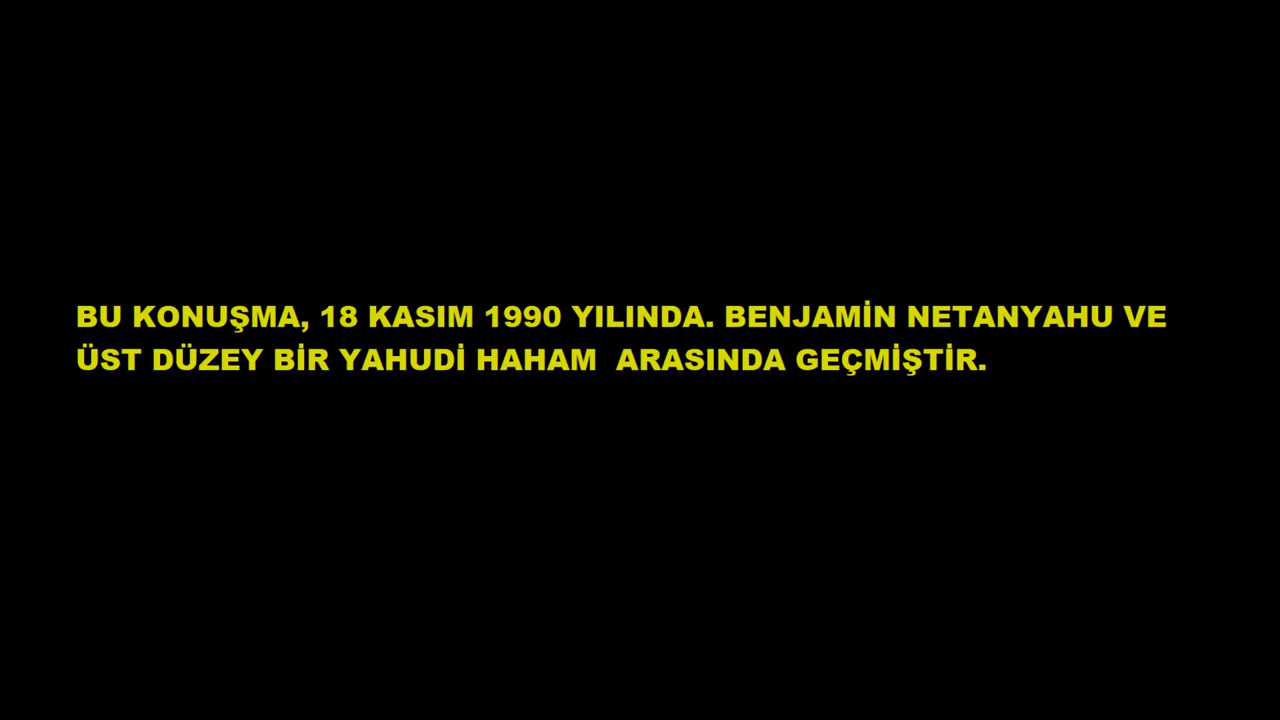 BU KONUŞMA, 18 KASIM 1990 YILINDA. BENJAMİN NETANYAHU VE
ÜST DÜZEY BİR YAHUDİ HAHAM  ARASINDA GEÇMİŞTİR.